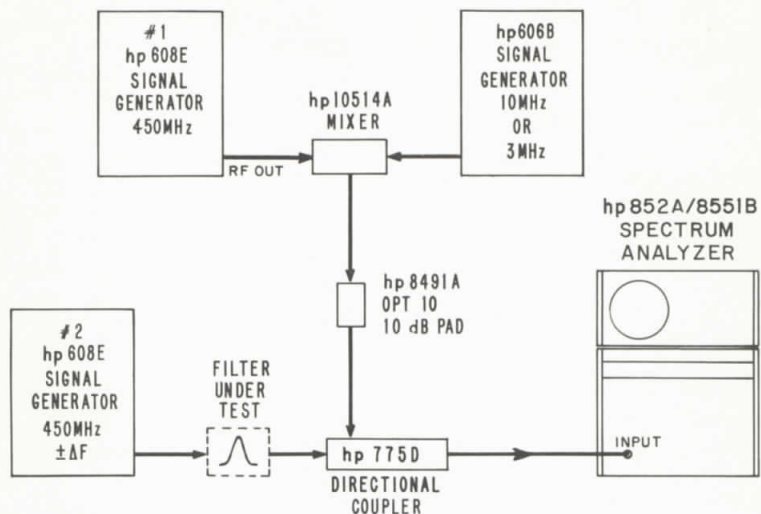 #1
hp 608E
SIGNAL
GENERATOR
450MHz
RF OUT
hp10514A
MIXER
hp606B
SIGNAL
GENERATOR
10MHz
OR
3MHz
hp 8491A
OPT 10
10 dB PAD
hp852A/8551B
SPECTRUM
ANALYZER
INPUT
#2
hp 608E
SIGNAL
GENERATOR
450MHz
±ΔF
FILTER
UNDER
TEST
hp 775D
DIRECTIONAL
COUPLER